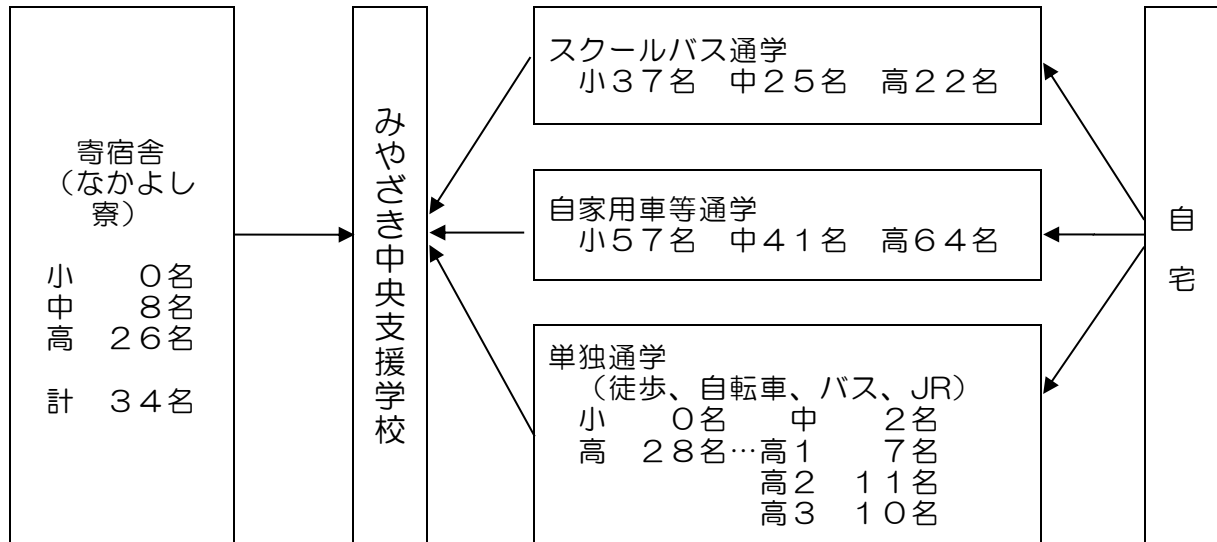 寄宿舎
（なかよし
寮）
小　　０名
中　　８名
高　２６名
計　３４名
みやざき中央支援学校
スクールバス通学
小３７名　中２５名　高２２名
自家用車等通学
小５７名　中４１名　高６４名
単独通学
（徒歩、自転車、バス、JR）
小　　０名　　中　　２名
高　２８名…高１　　７名
高２　１１名
高３　１０名
自宅